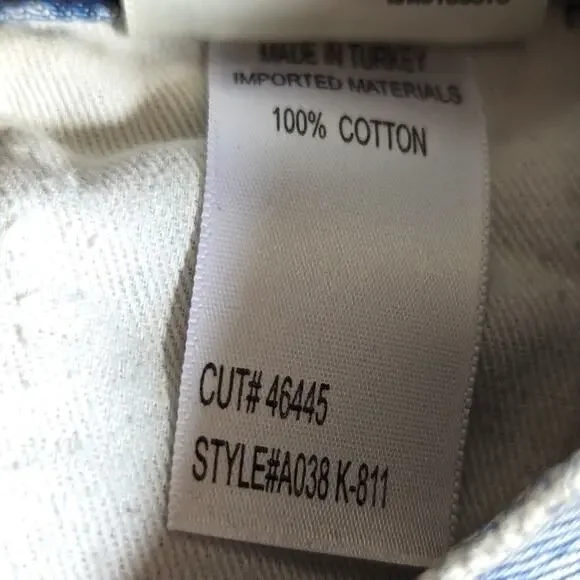 MADE IN TURKEY
IMPORTED MATERIALS
100% COTTON
CUT# 46445
STYLE#A038 K-811